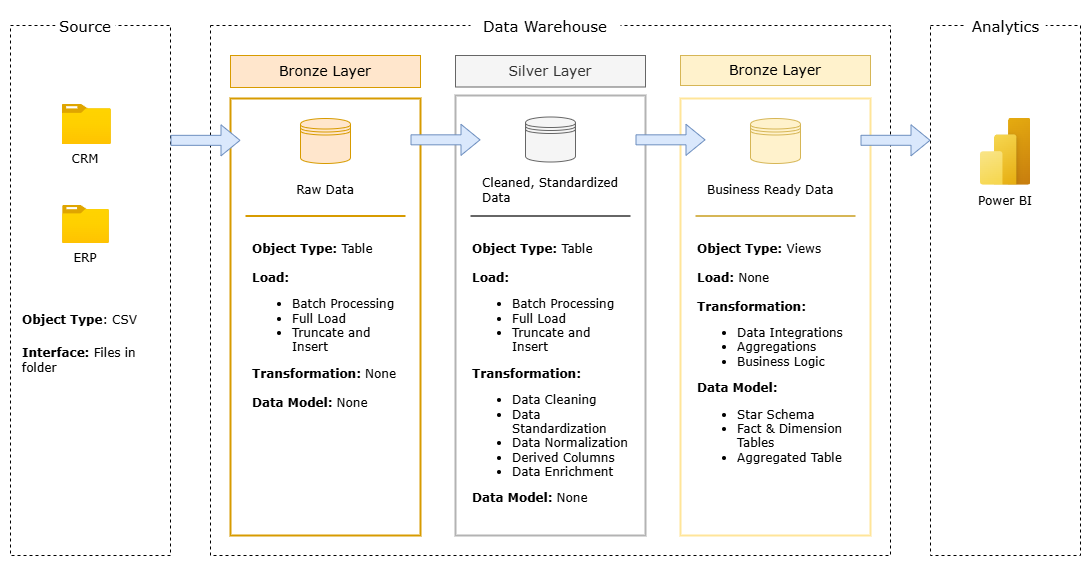 Source
Data Warehouse
Analytics
Bronze Layer
Silver Layer
Bronze Layer
CRM
ERP
Object Type: CSV
Interface: Files in
folder
Raw Data
Object Type: Table
Load:
• Batch Processing
• Full Load
• Truncate and
Insert
Transformation: None
Data Model: None
Cleaned, Standardized
Data
Object Type: Table
Load:
• Batch Processing
• Full Load
• Truncate and
Insert
Transformation:
• Data Cleaning
• Data
Standardization
• Data Normalization
• Derived Columns
• Data Enrichment
Data Model: None
Business Ready Data
Object Type: Views
Load: None
Transformation:
• Data Integrations
• Aggregations
• Business Logic
Data Model:
• Star Schema
• Fact & Dimension
Tables
• Aggregated Table
Power BI